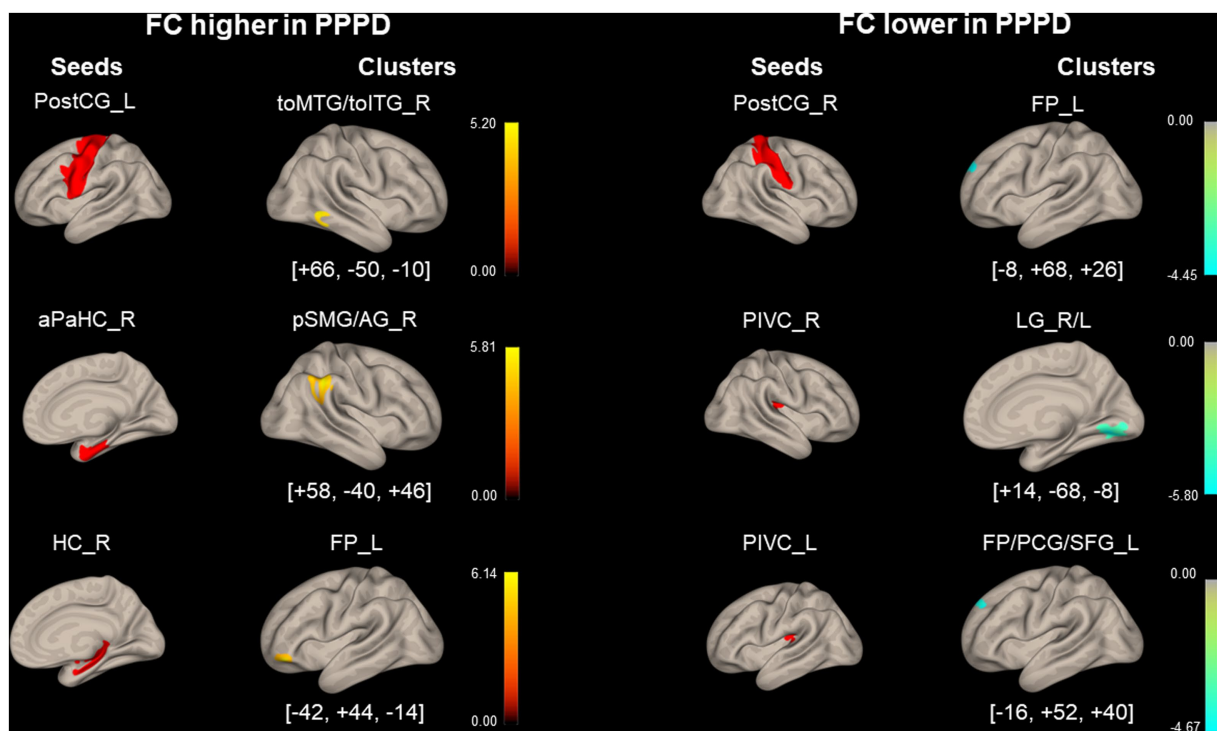 FC higher in PPPD
Seeds
Clusters
PostCG_L
toMTG/toITG_R
5.20
0.00
[+66, -50, -10]
aPaHC_R
pSMG/AG_R
5.81
0.00
[+58, -40, +46]
HC_R
FP_L
6.14
0.00
[-42, +44, -14]
FC lower in PPPD
Seeds
Clusters
PostCG_R
FP_L
0.00
-4.45
[-8, +68, +26]
PIVC_R
LG_R/L
0.00
-5.80
[+14, -68, -8]
PIVC_L
FP/PCG/SFG_L
0.00
-4.67
[-16, +52, +40]